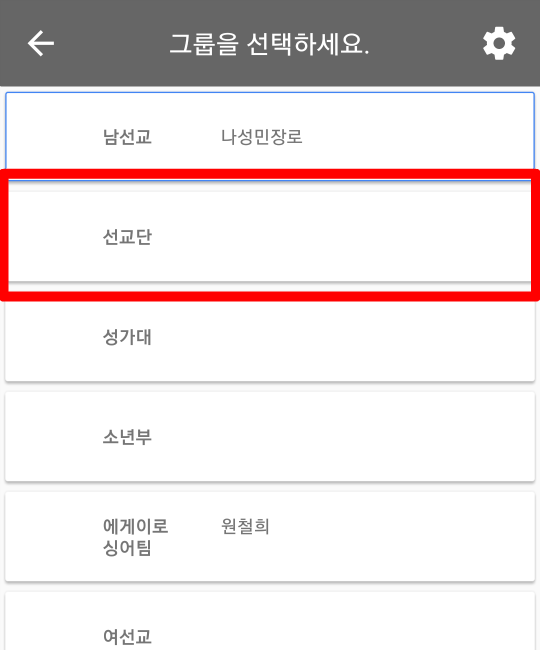 그룹을 선택하세요.
남선교 나성민장로
선교단
성가대
소년부
에게이로 원철희
싱어팀
여선교